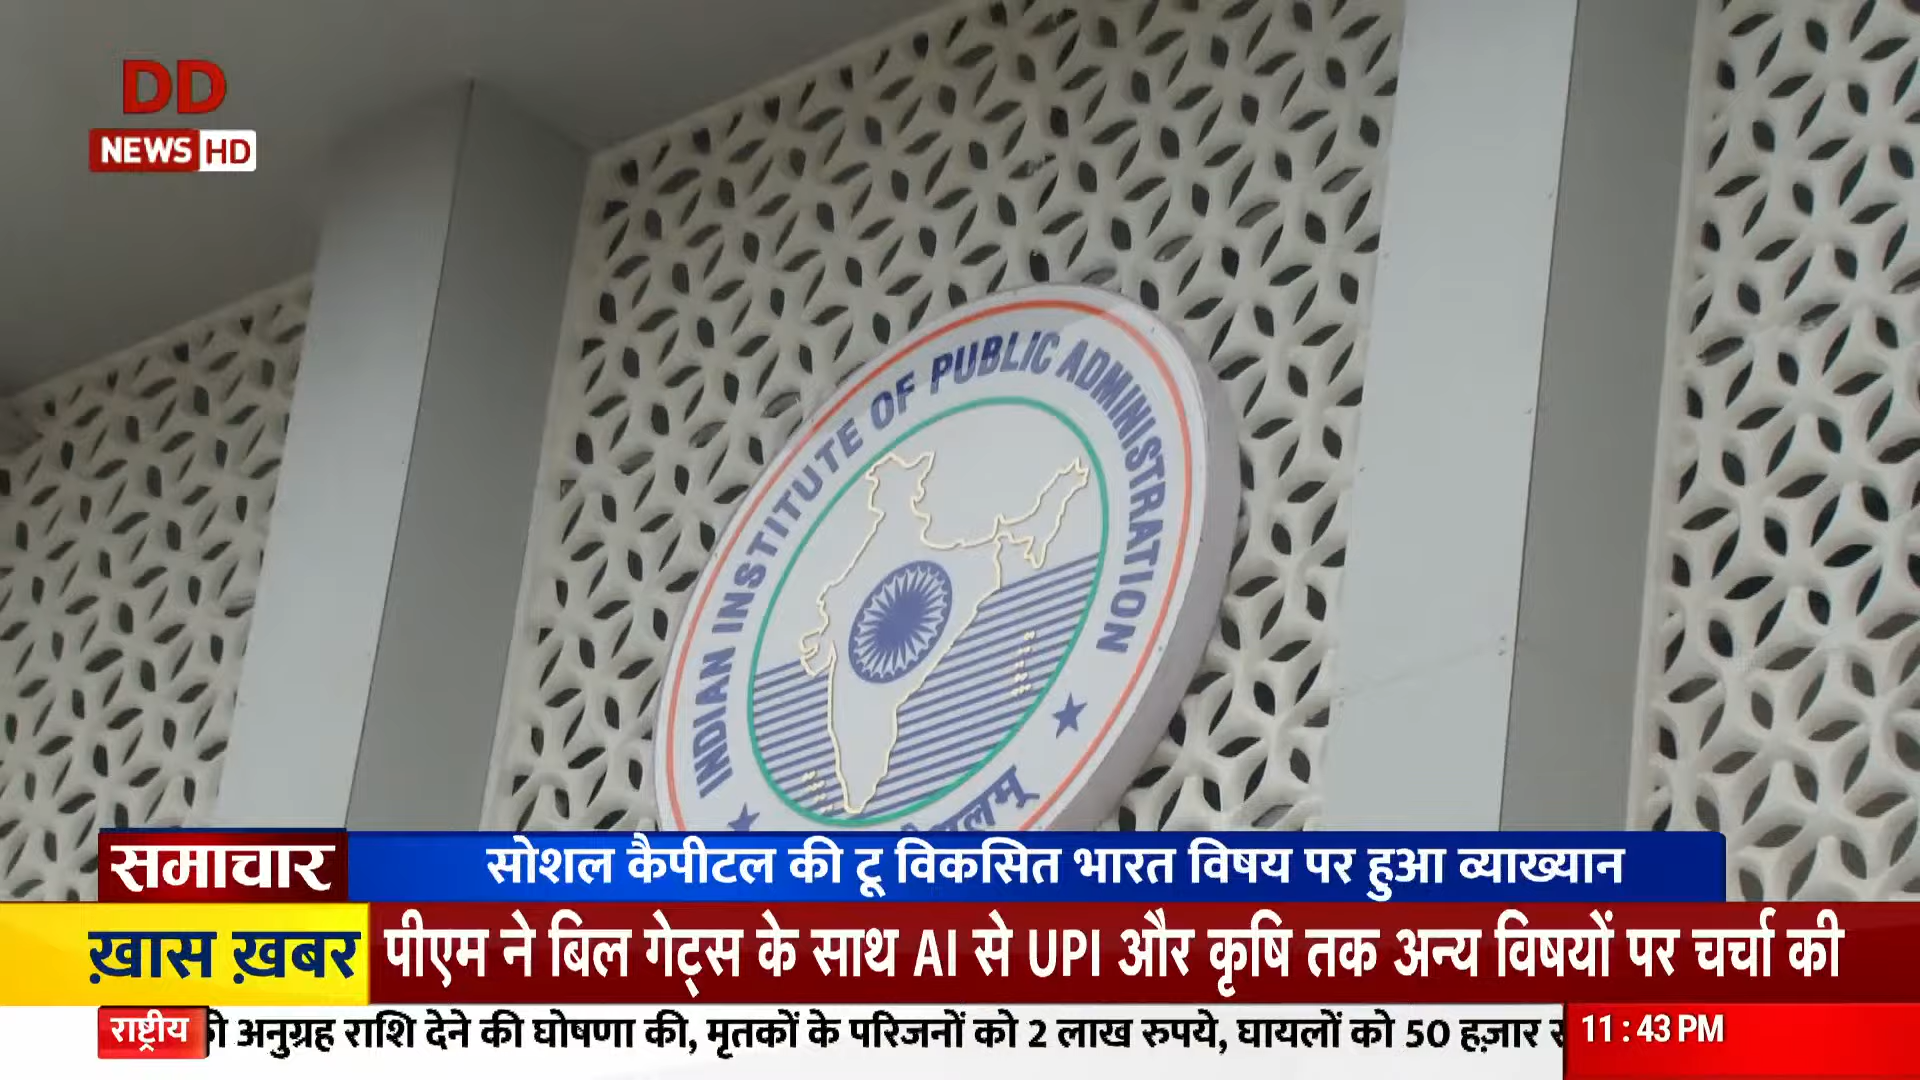 DD
NEWS HD
INDIAN INSTITUTE OF PUBLIC ADMINISTRATION
समाचार
सोशल कैपीटल की टू विकसित भारत विषय पर हुआ व्याख्यान
ख़ास ख़बर
पीएम ने बिल गेट्स के साथ AI से UPI और कृषि तक अन्य विषयों पर चर्चा की
राष्ट्रीय
अनुग्रह राशि देने की घोषणा की, मृतकों के परिजनों को 2 लाख रुपये, घायलों को 50 हज़ार
11 : 43 PM